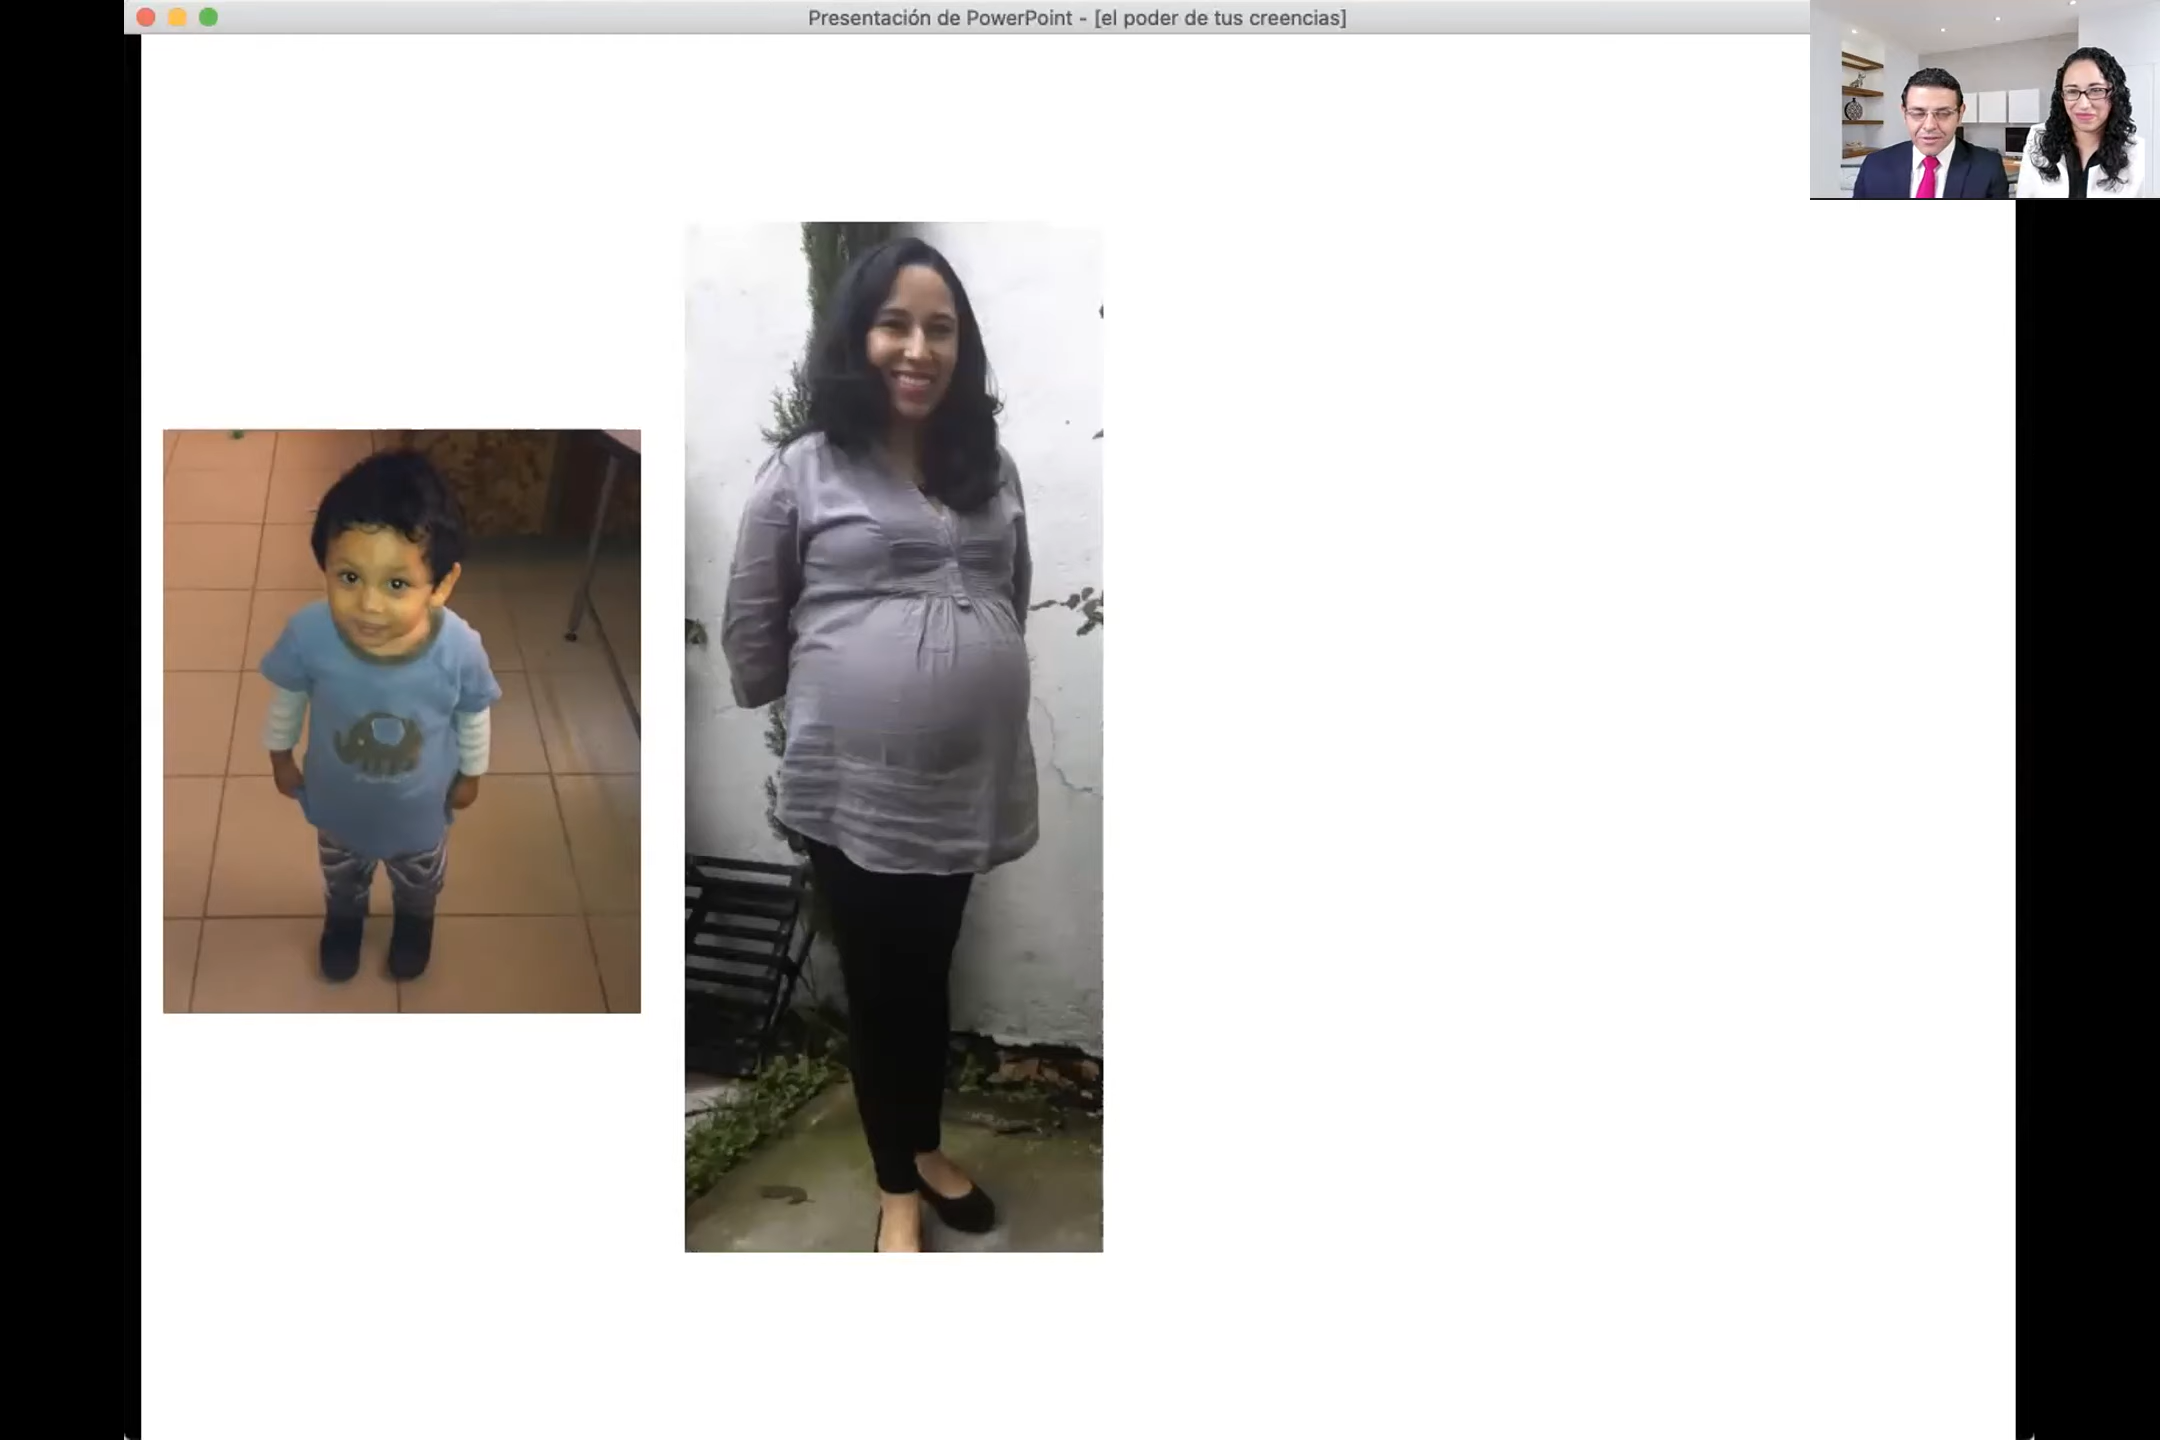 Presentación de PowerPoint - [el poder de tus creencias]